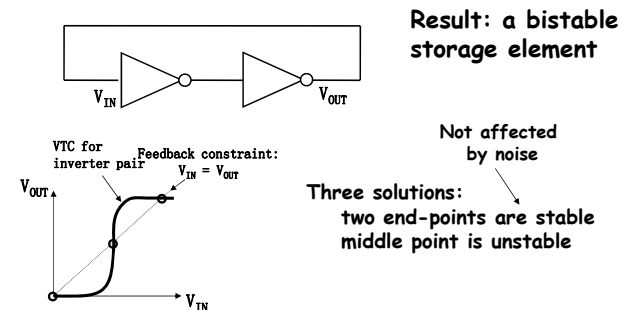 Result: a bistable
storage element
V_IN
V_OUT
Not affected
by noise
VTC for
inverter pair
Feedback constraint:
V_IN = V_OUT
V_OUT
V_IN
Three solutions:
two end-points are stable
middle point is unstable